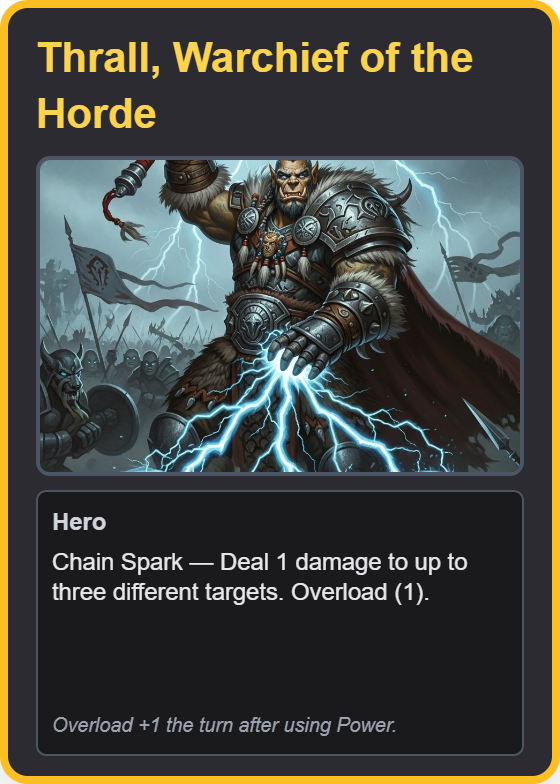 Thrall, Warchief of the
Horde
Hero
Chain Spark — Deal 1 damage to up to
three different targets. Overload (1).
Overload +1 the turn after using Power.